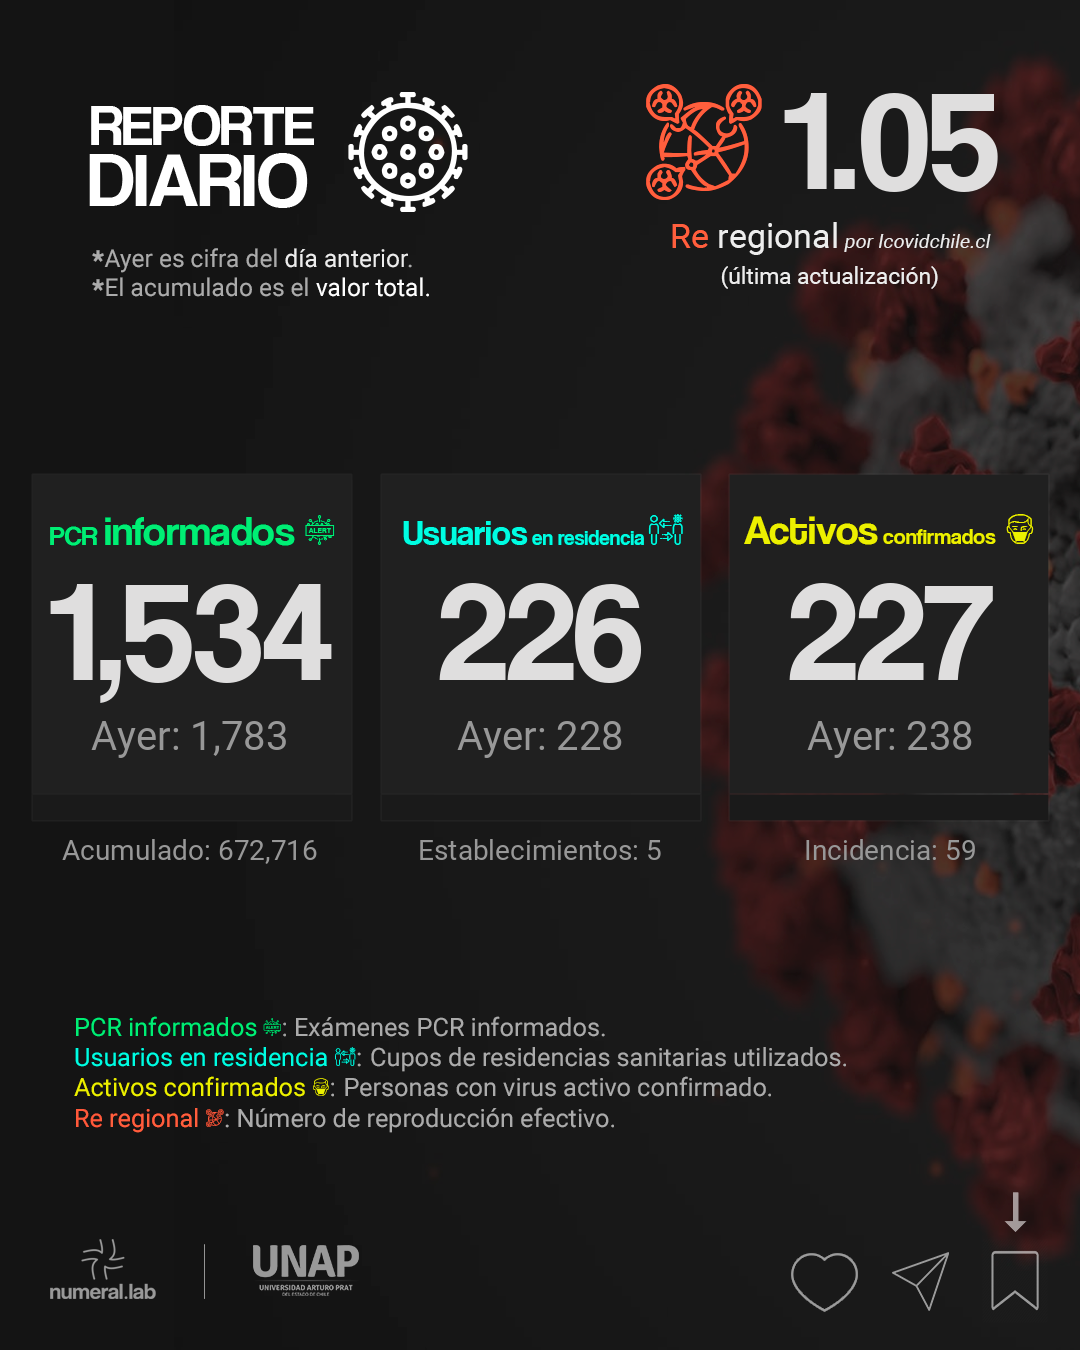 REPORTE
DIARIO
*Ayer es cifra del día anterior.
*El acumulado es el valor total.
1.05
Re regional por Icovidchile.cl
(última actualización)
PCR informados ALERT
1,534
Ayer: 1,783
Acumulado: 672,716
Usuarios en residencia
226
Ayer: 228
Establecimientos: 5
Activos confirmados
227
Ayer: 238
Incidencia: 59
PCR informados ALERT: Exámenes PCR informados.
Usuarios en residencia : Cupos de residencias sanitarias utilizados.
Activos confirmados : Personas con virus activo confirmado.
Re regional : Número de reproducción efectivo.
numeral.lab
UNAP
UNIVERSIDAD ARTURO PRAT
DEL ESTADO DE CHILE